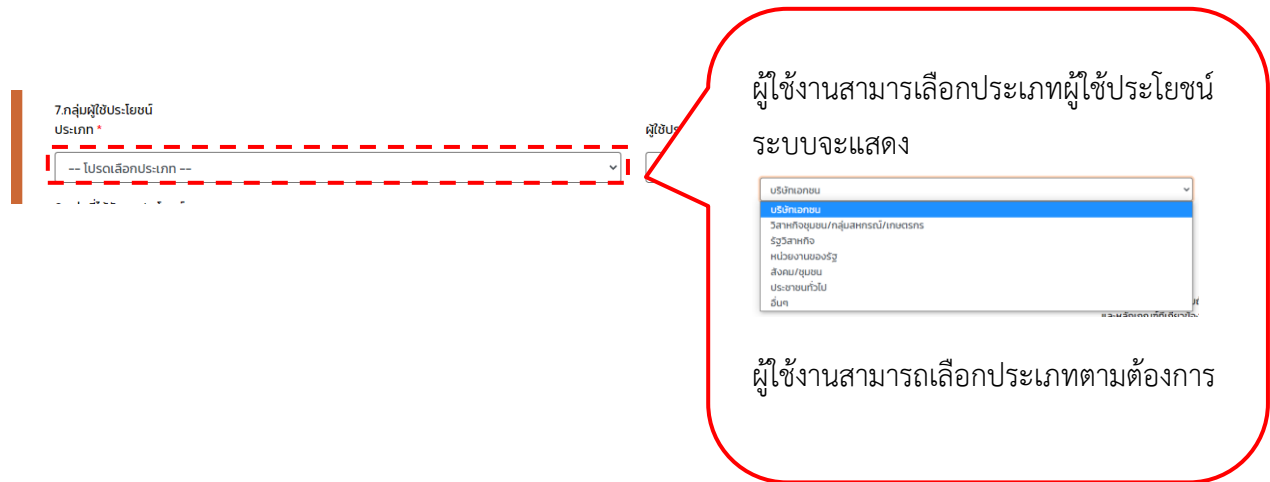 7.กลุ่มผู้ใช้ประโยชน์
ประเภท *
-- โปรดเลือกประเภท --
ผู้ใช้งานสามารเลือกประเภทผู้ใช้ประโยชน์
ระบบจะแสดง
บริษัทเอกชน
บริษัทเอกชน
วิสาหกิจชุมชน/กลุ่มสหกรณ์/เกษตรกร
รัฐวิสาหกิจ
หน่วยงานของรัฐ
สังคม/ชุมชน
ประชาชนทั่วไป
อื่นๆ
ผู้ใช้งานสามารถเลือกประเภทตามต้องการ